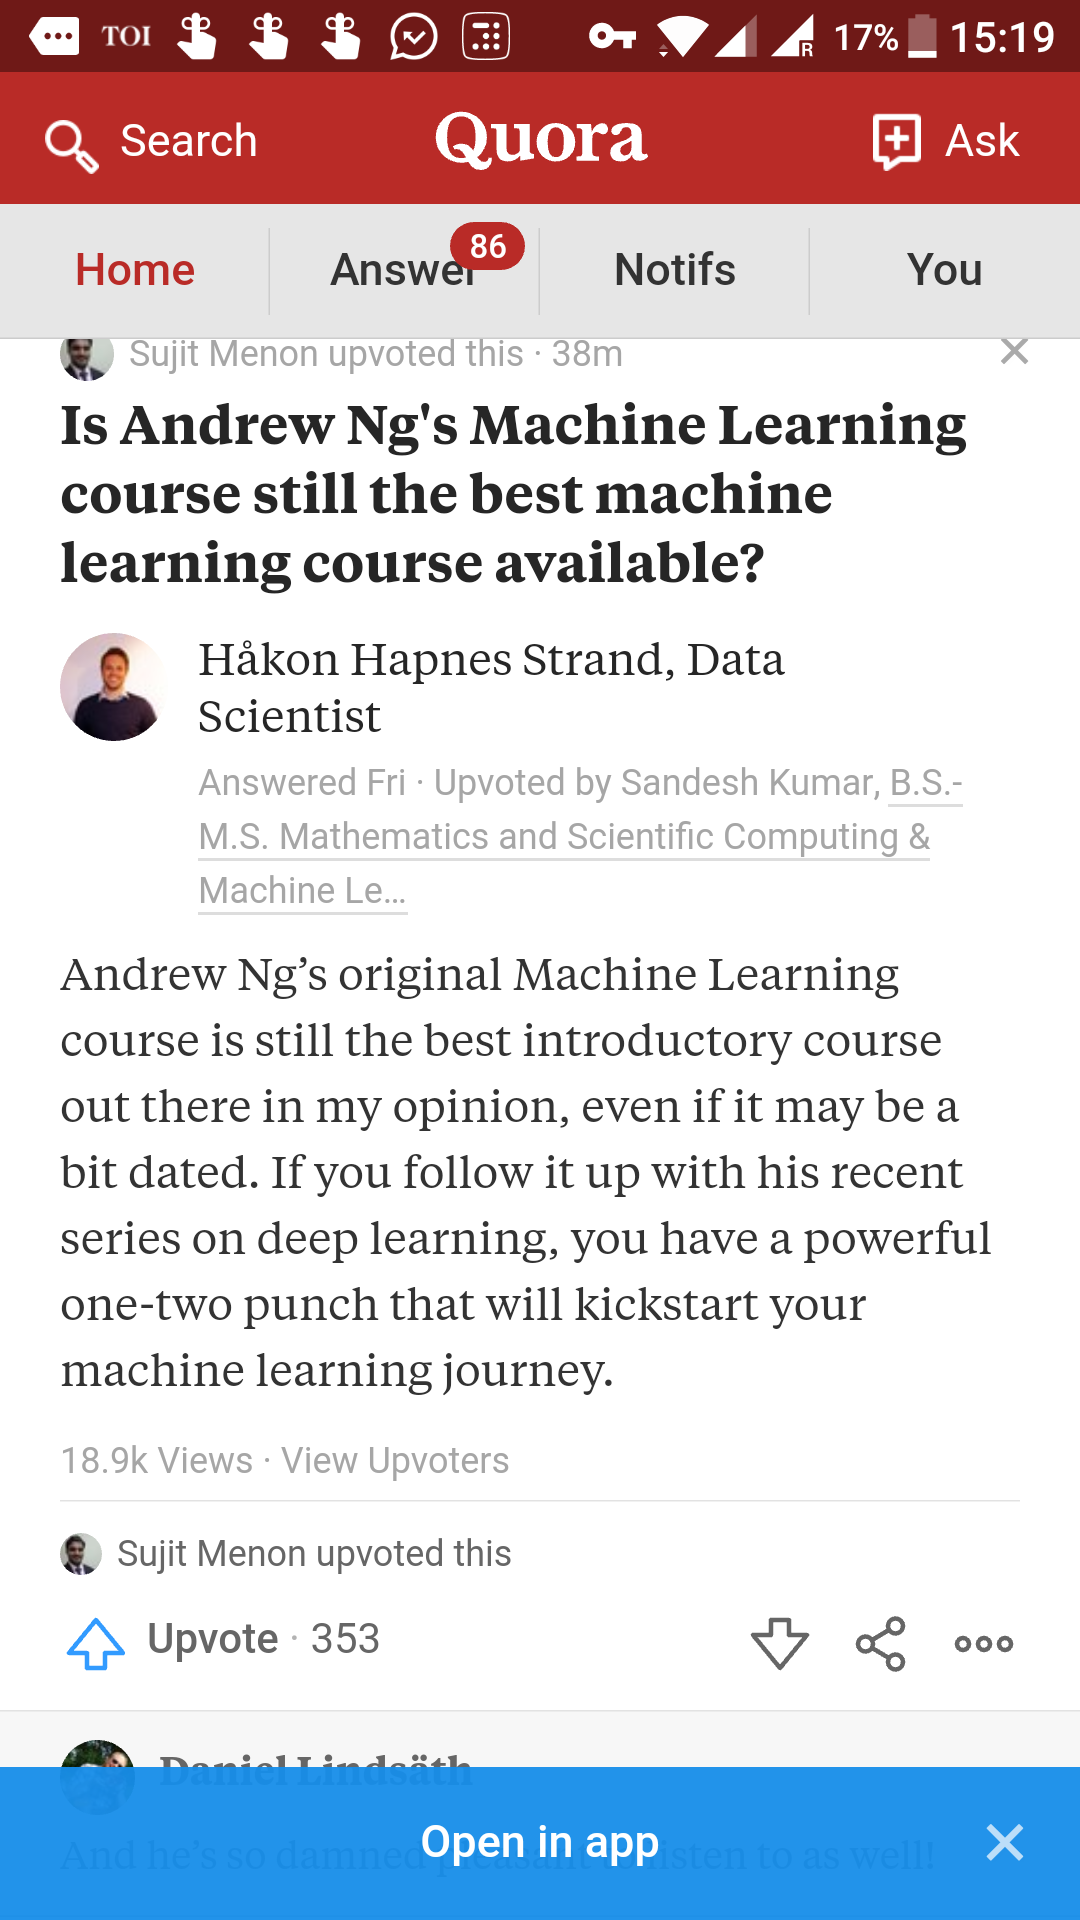 TOI 17% 15:19
R
Search Quora Ask
Home Answer 86 Notifs You
Sujit Menon upvoted this · 38m
Is Andrew Ng's Machine Learning
course still the best machine
learning course available?
Håkon Hapnes Strand, Data
Scientist
Answered Fri · Upvoted by Sandesh Kumar, B.S.-
M.S. Mathematics and Scientific Computing &
Machine Le...
Andrew Ng’s original Machine Learning
course is still the best introductory course
out there in my opinion, even if it may be a
bit dated. If you follow it up with his recent
series on deep learning, you have a powerful
one-two punch that will kickstart your
machine learning journey.
18.9k Views · View Upvoters
Sujit Menon upvoted this
Upvote · 353
Daniel Lindsäth
And he’s so damned pleasant to listen to as well!
Open in app